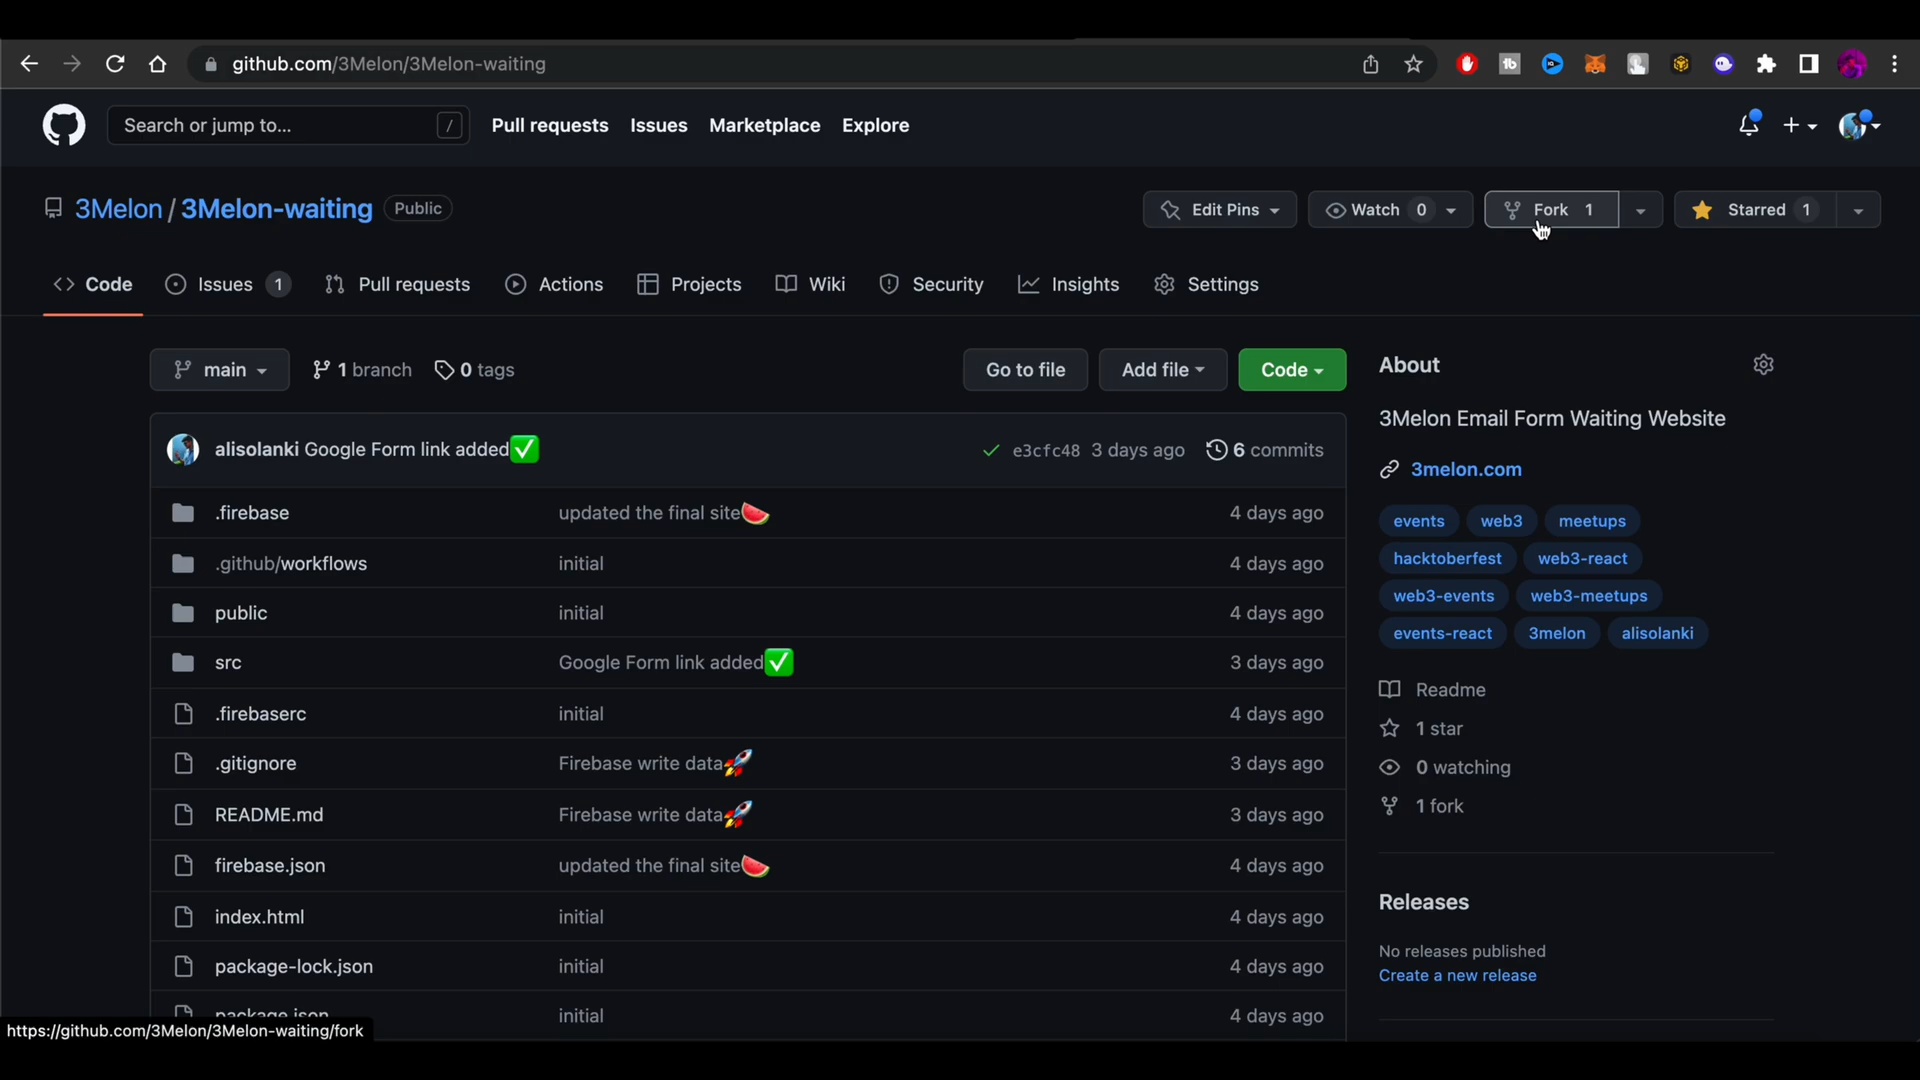 github.com/3Melon/3Melon-waiting
Search or jump to... /
Pull requests Issues Marketplace Explore
3Melon / 3Melon-waiting Public
Edit Pins Watch 0 Fork 1 Starred 1
Code Issues 1 Pull requests Actions Projects Wiki Security Insights Settings
main 1 branch 0 tags Go to file Add file Code
alisolanki Google Form link added✅ e3cfc48 3 days ago 6 commits
.firebase updated the final site🍉 4 days ago
.github/workflows initial 4 days ago
public initial 4 days ago
src Google Form link added✅ 3 days ago
.firebaserc initial 4 days ago
.gitignore Firebase write data🚀 3 days ago
README.md Firebase write data🚀 3 days ago
firebase.json updated the final site🍉 4 days ago
index.html initial 4 days ago
package-lock.json initial 4 days ago
package.json initial 4 days ago
About
3Melon Email Form Waiting Website
3melon.com
events web3 meetups
hacktoberfest web3-react
web3-events web3-meetups
events-react 3melon alisolanki
Readme
1 star
0 watching
1 fork
Releases
No releases published
Create a new release
https://github.com/3Melon/3Melon-waiting/fork